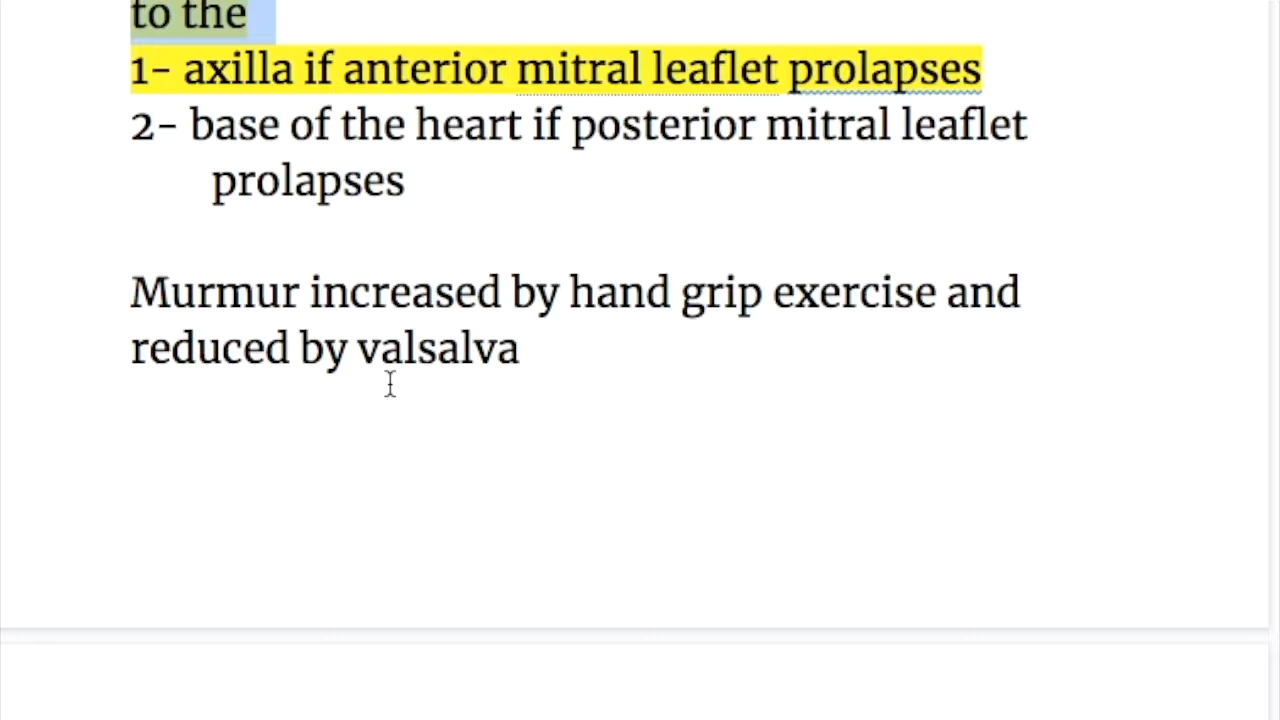 to the
1- axilla if anterior mitral leaflet prolapses
2- base of the heart if posterior mitral leaflet
prolapses
Murmur increased by hand grip exercise and
reduced by valsalva